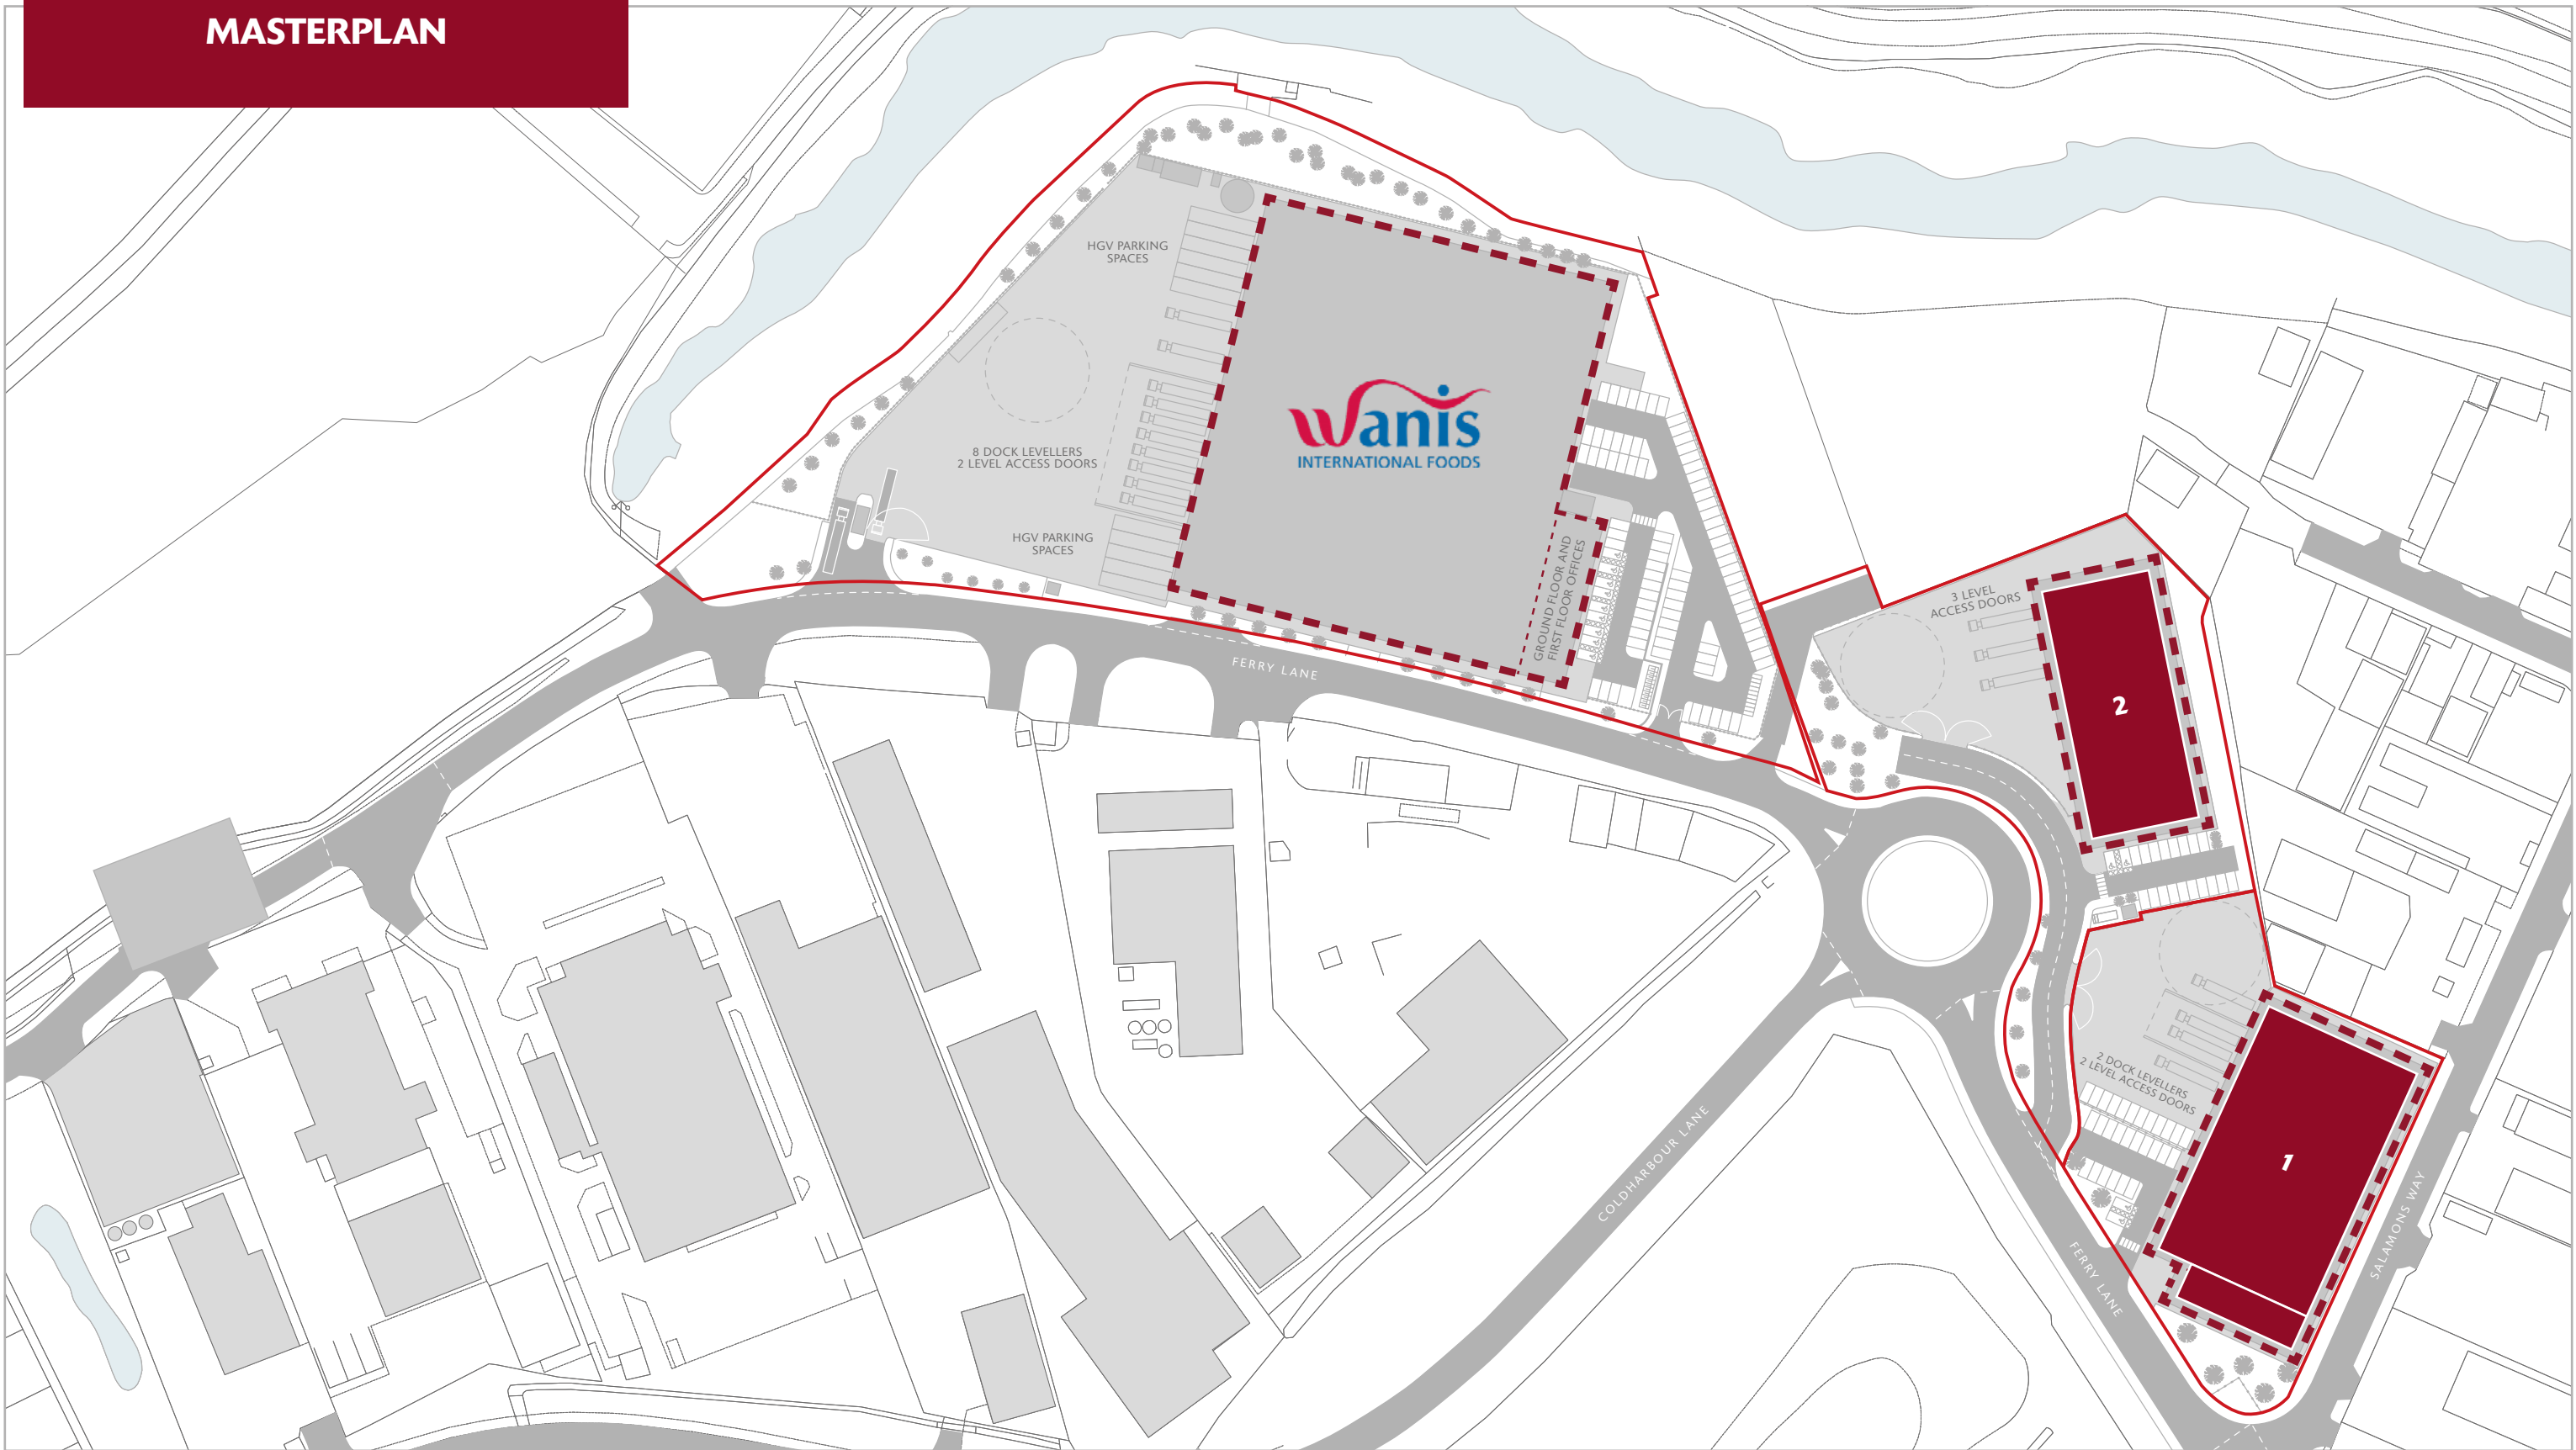 MASTERPLAN
HGV PARKING
SPACES
8 DOCK LEVELLERS
2 LEVEL ACCESS DOORS
HGV PARKING
SPACES
Wanis
INTERNATIONAL FOODS
GROUND FLOOR AND
FIRST FLOOR OFFICES
FERRY LANE
3 LEVEL
ACCESS DOORS
2
2 DOCK LEVELLERS
2 LEVEL ACCESS DOORS
1
COLDHARBOUR LANE
FERRY LANE
SALAMONS WAY